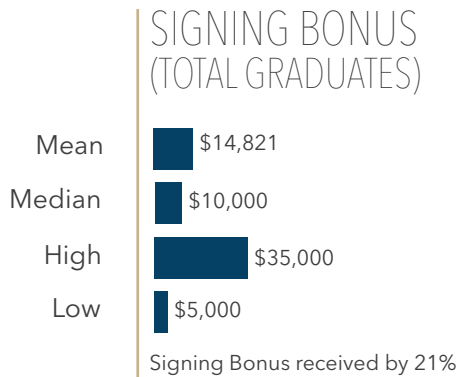 SIGNING BONUS
(TOTAL GRADUATES)
Mean $14,821
Median $10,000
High $35,000
Low $5,000
Signing Bonus received by 21%